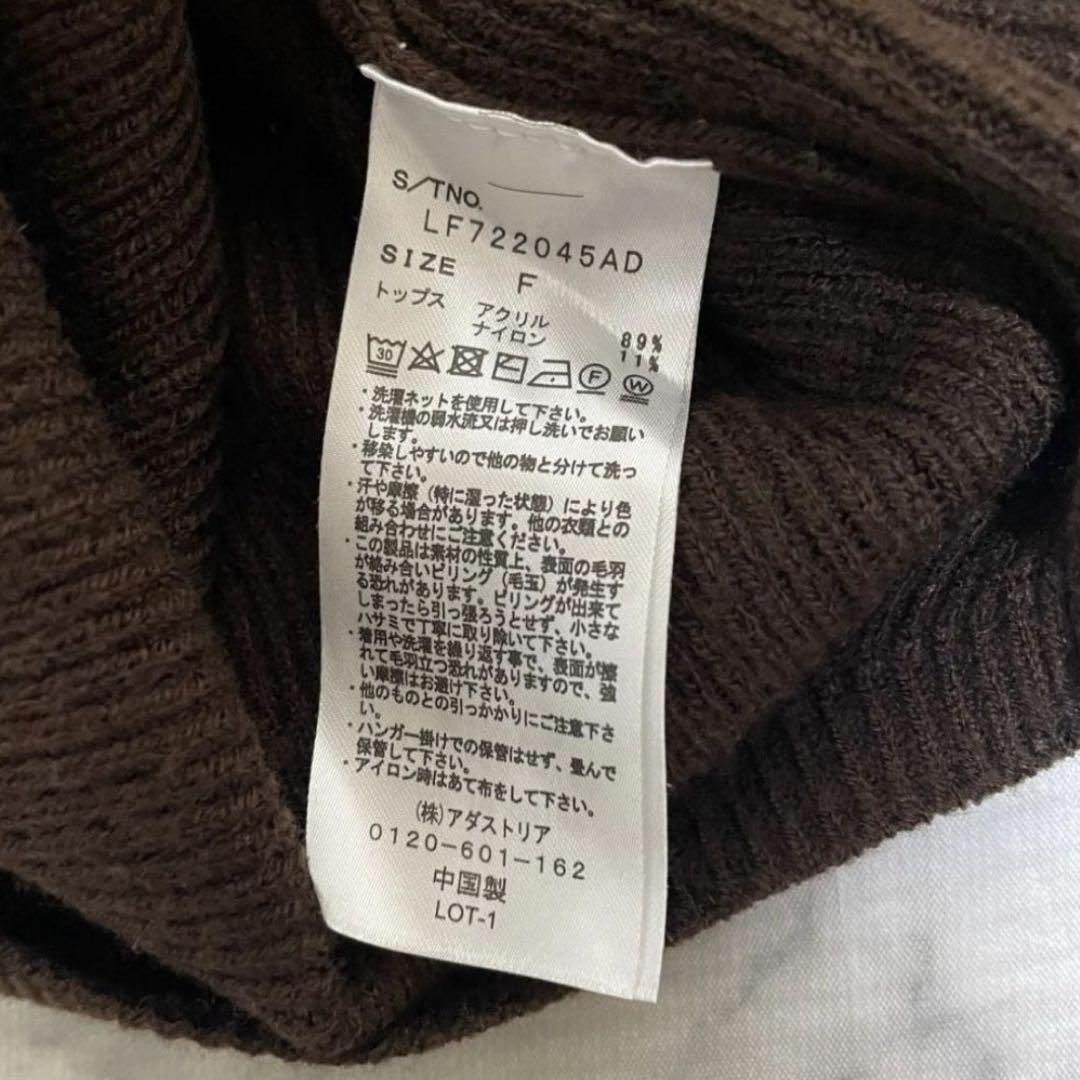 S/TNO.
LF722045AD
SIZE F
トップス アクリル 89%
ナイロン 11%
30 F W
・洗濯ネットを使用して下さい。
・洗濯機の弱水流又は押し洗いでお願い
します。
・移染しやすいので他の物と分けて洗っ
て下さい。
・汗や摩擦（特に湿った状態）により色
が移る場合があります。他の衣類との
組み合わせにご注意ください。
・この製品は素材の性質上、表面の毛羽
が絡み合いピリング（毛玉）が発生す
る恐れがあります。ピリングが出来て
しまったら引っ張ろうとせず、小さな
ハサミで丁寧に取り除いて下さい。
・着用や洗濯を繰り返す事で、表面が擦
れて毛羽立つ恐れがありますので、強
い摩擦はお避け下さい。
・他のものとの引っかかりにご注意下さ
い。
・ハンガー掛けでの保管はせず、畳んで
保管して下さい。
・アイロン時はあて布をして下さい。
(株)アダストリア
0120-601-162
中国製
LOT-1